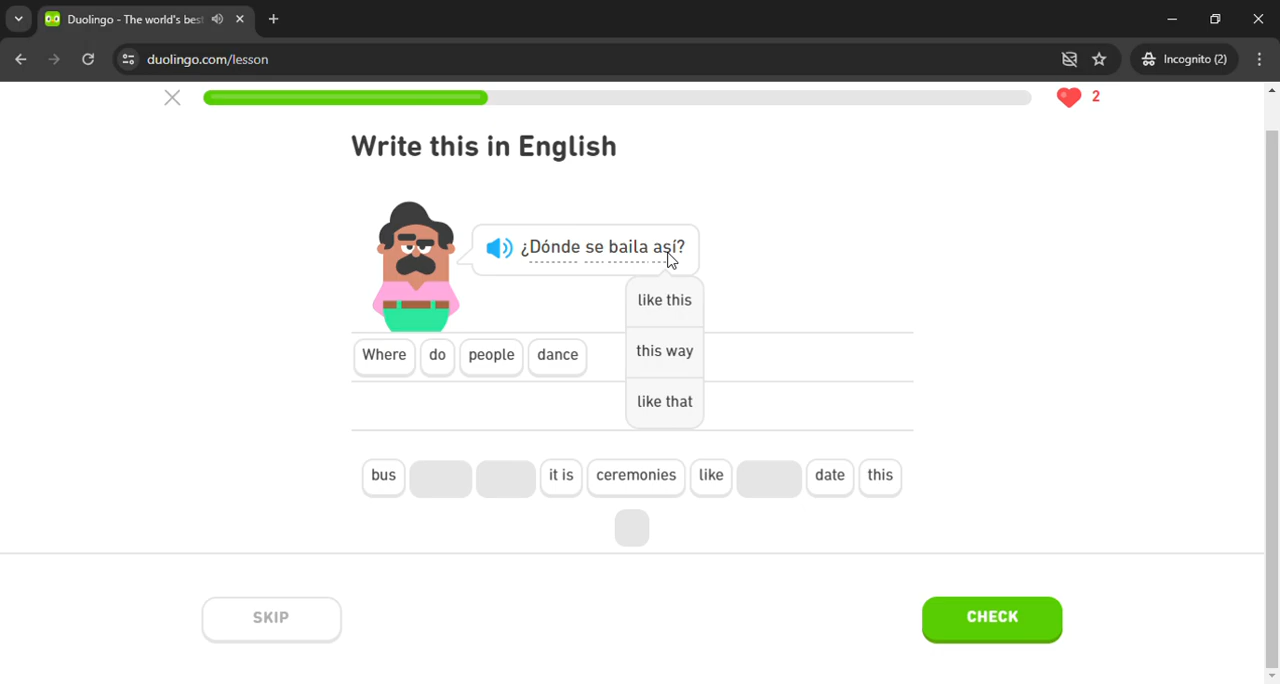 Duolingo - The world's best
duolingo.com/lesson
Incognito (2)
2
Write this in English
¿Dónde se baila así?
like this
this way
like that
Where do people dance
bus it is ceremonies like date this
SKIP
CHECK